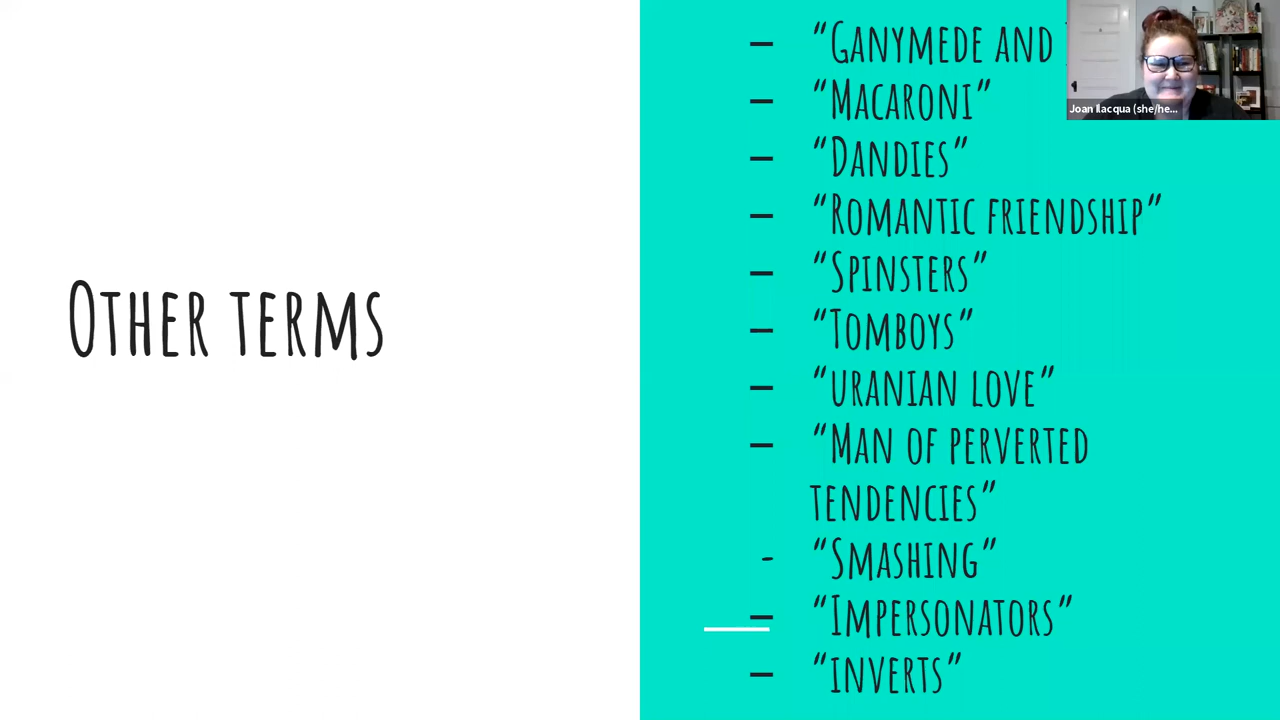 Other terms
- "Ganymede and
- "Macaroni"
- "Dandies"
- "Romantic friendship"
- "Spinsters"
- "Tomboys"
- "uranian love"
- "Man of perverted
tendencies"
- "Smashing"
- "Impersonators"
- "inverts"
Joan Ilacqua (she/he...